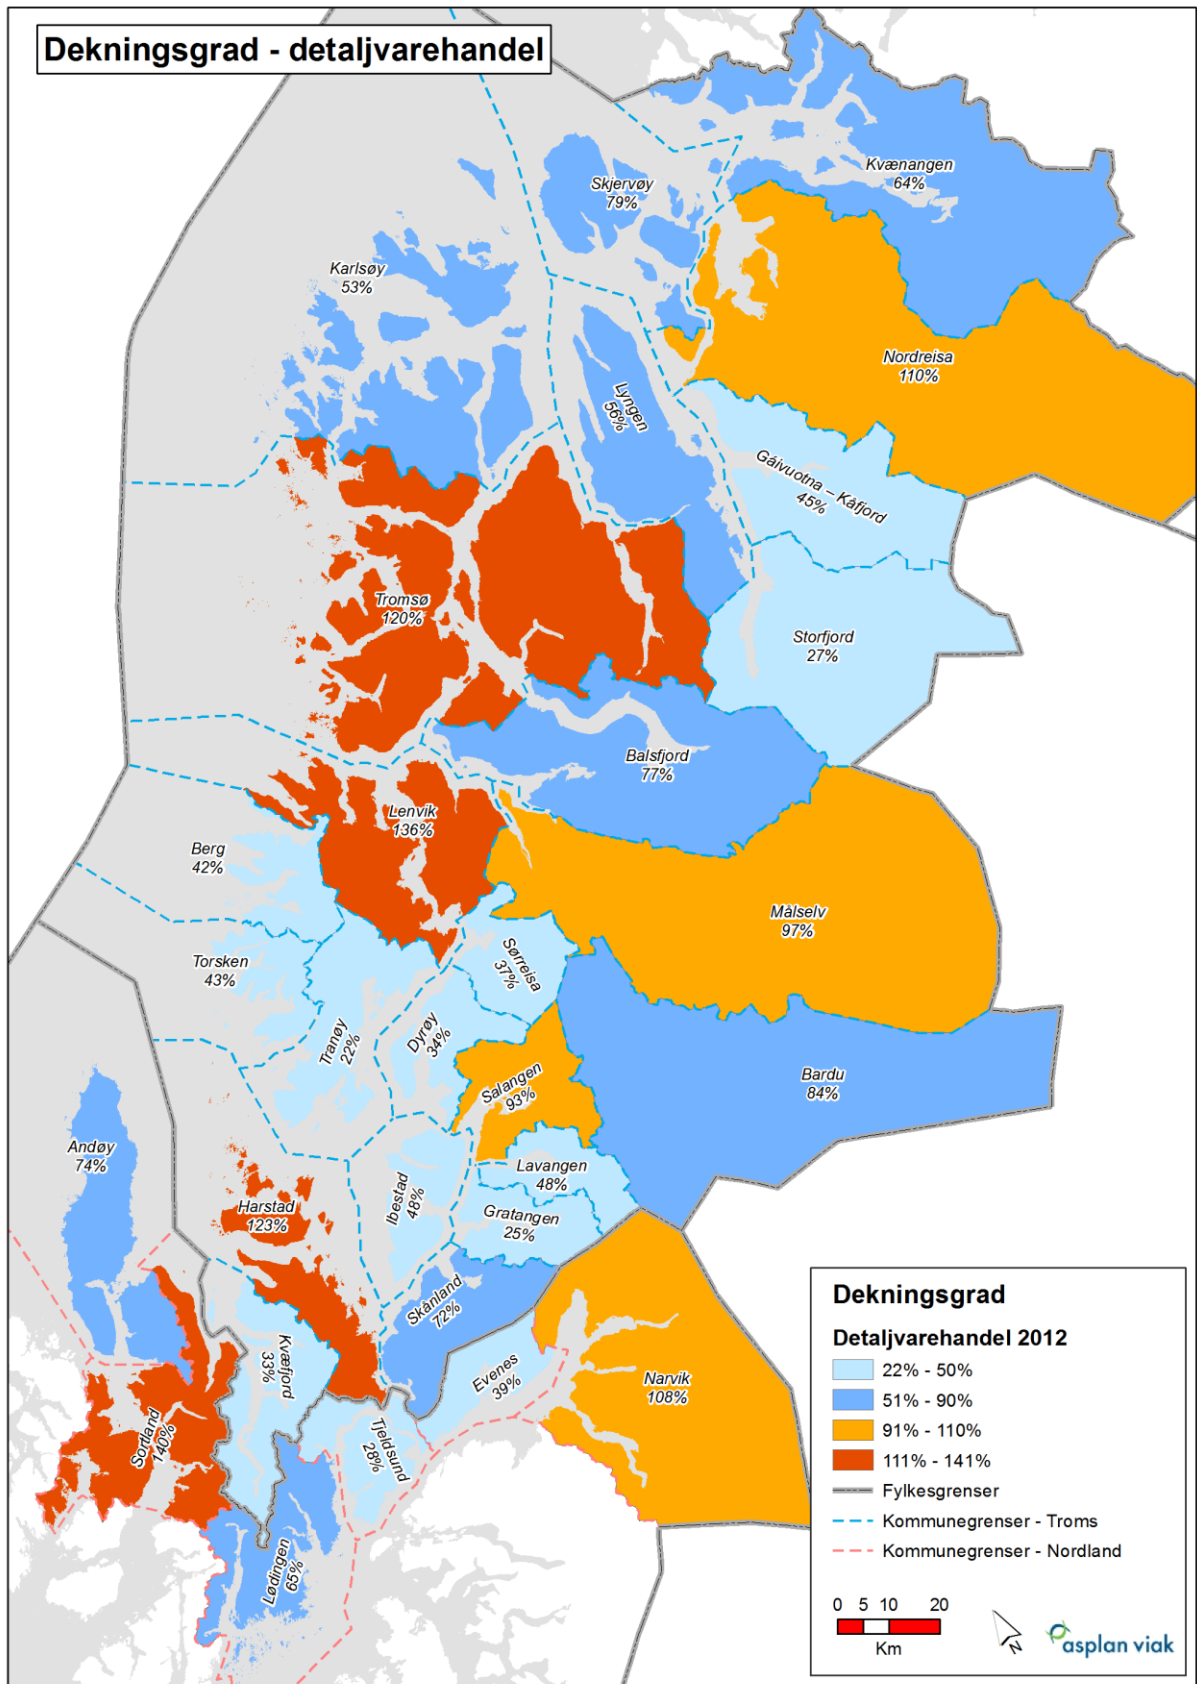 Dekningsgrad - detaljvarehandel
Kvænangen
64%
Skjervøy
79%
Karlsøy
53%
Nordreisa
110%
Lyngen
56%
Gáivuotna – Kåfjord
45%
Tromsø
120%
Storfjord
27%
Balsfjord
77%
Lenvik
136%
Berg
42%
Målselv
97%
Torsken
43%
Sørreisa
37%
Tranøy
22%
Dyrøy
34%
Salangen
93%
Bardu
84%
Andøy
74%
Lavangen
48%
Ibestad
48%
Harstad
123%
Gratangen
25%
Skånland
72%
Kvæfjord
33%
Evenes
39%
Narvik
108%
Sortland
140%
Tjeldsund
28%
Lødingen
65%
Dekningsgrad
Detaljvarehandel 2012
22% - 50%
51% - 90%
91% - 110%
111% - 141%
Fylkesgrenser
Kommunegrenser - Troms
Kommunegrenser - Nordland
0 5 10 20
Km
N
asplan viak